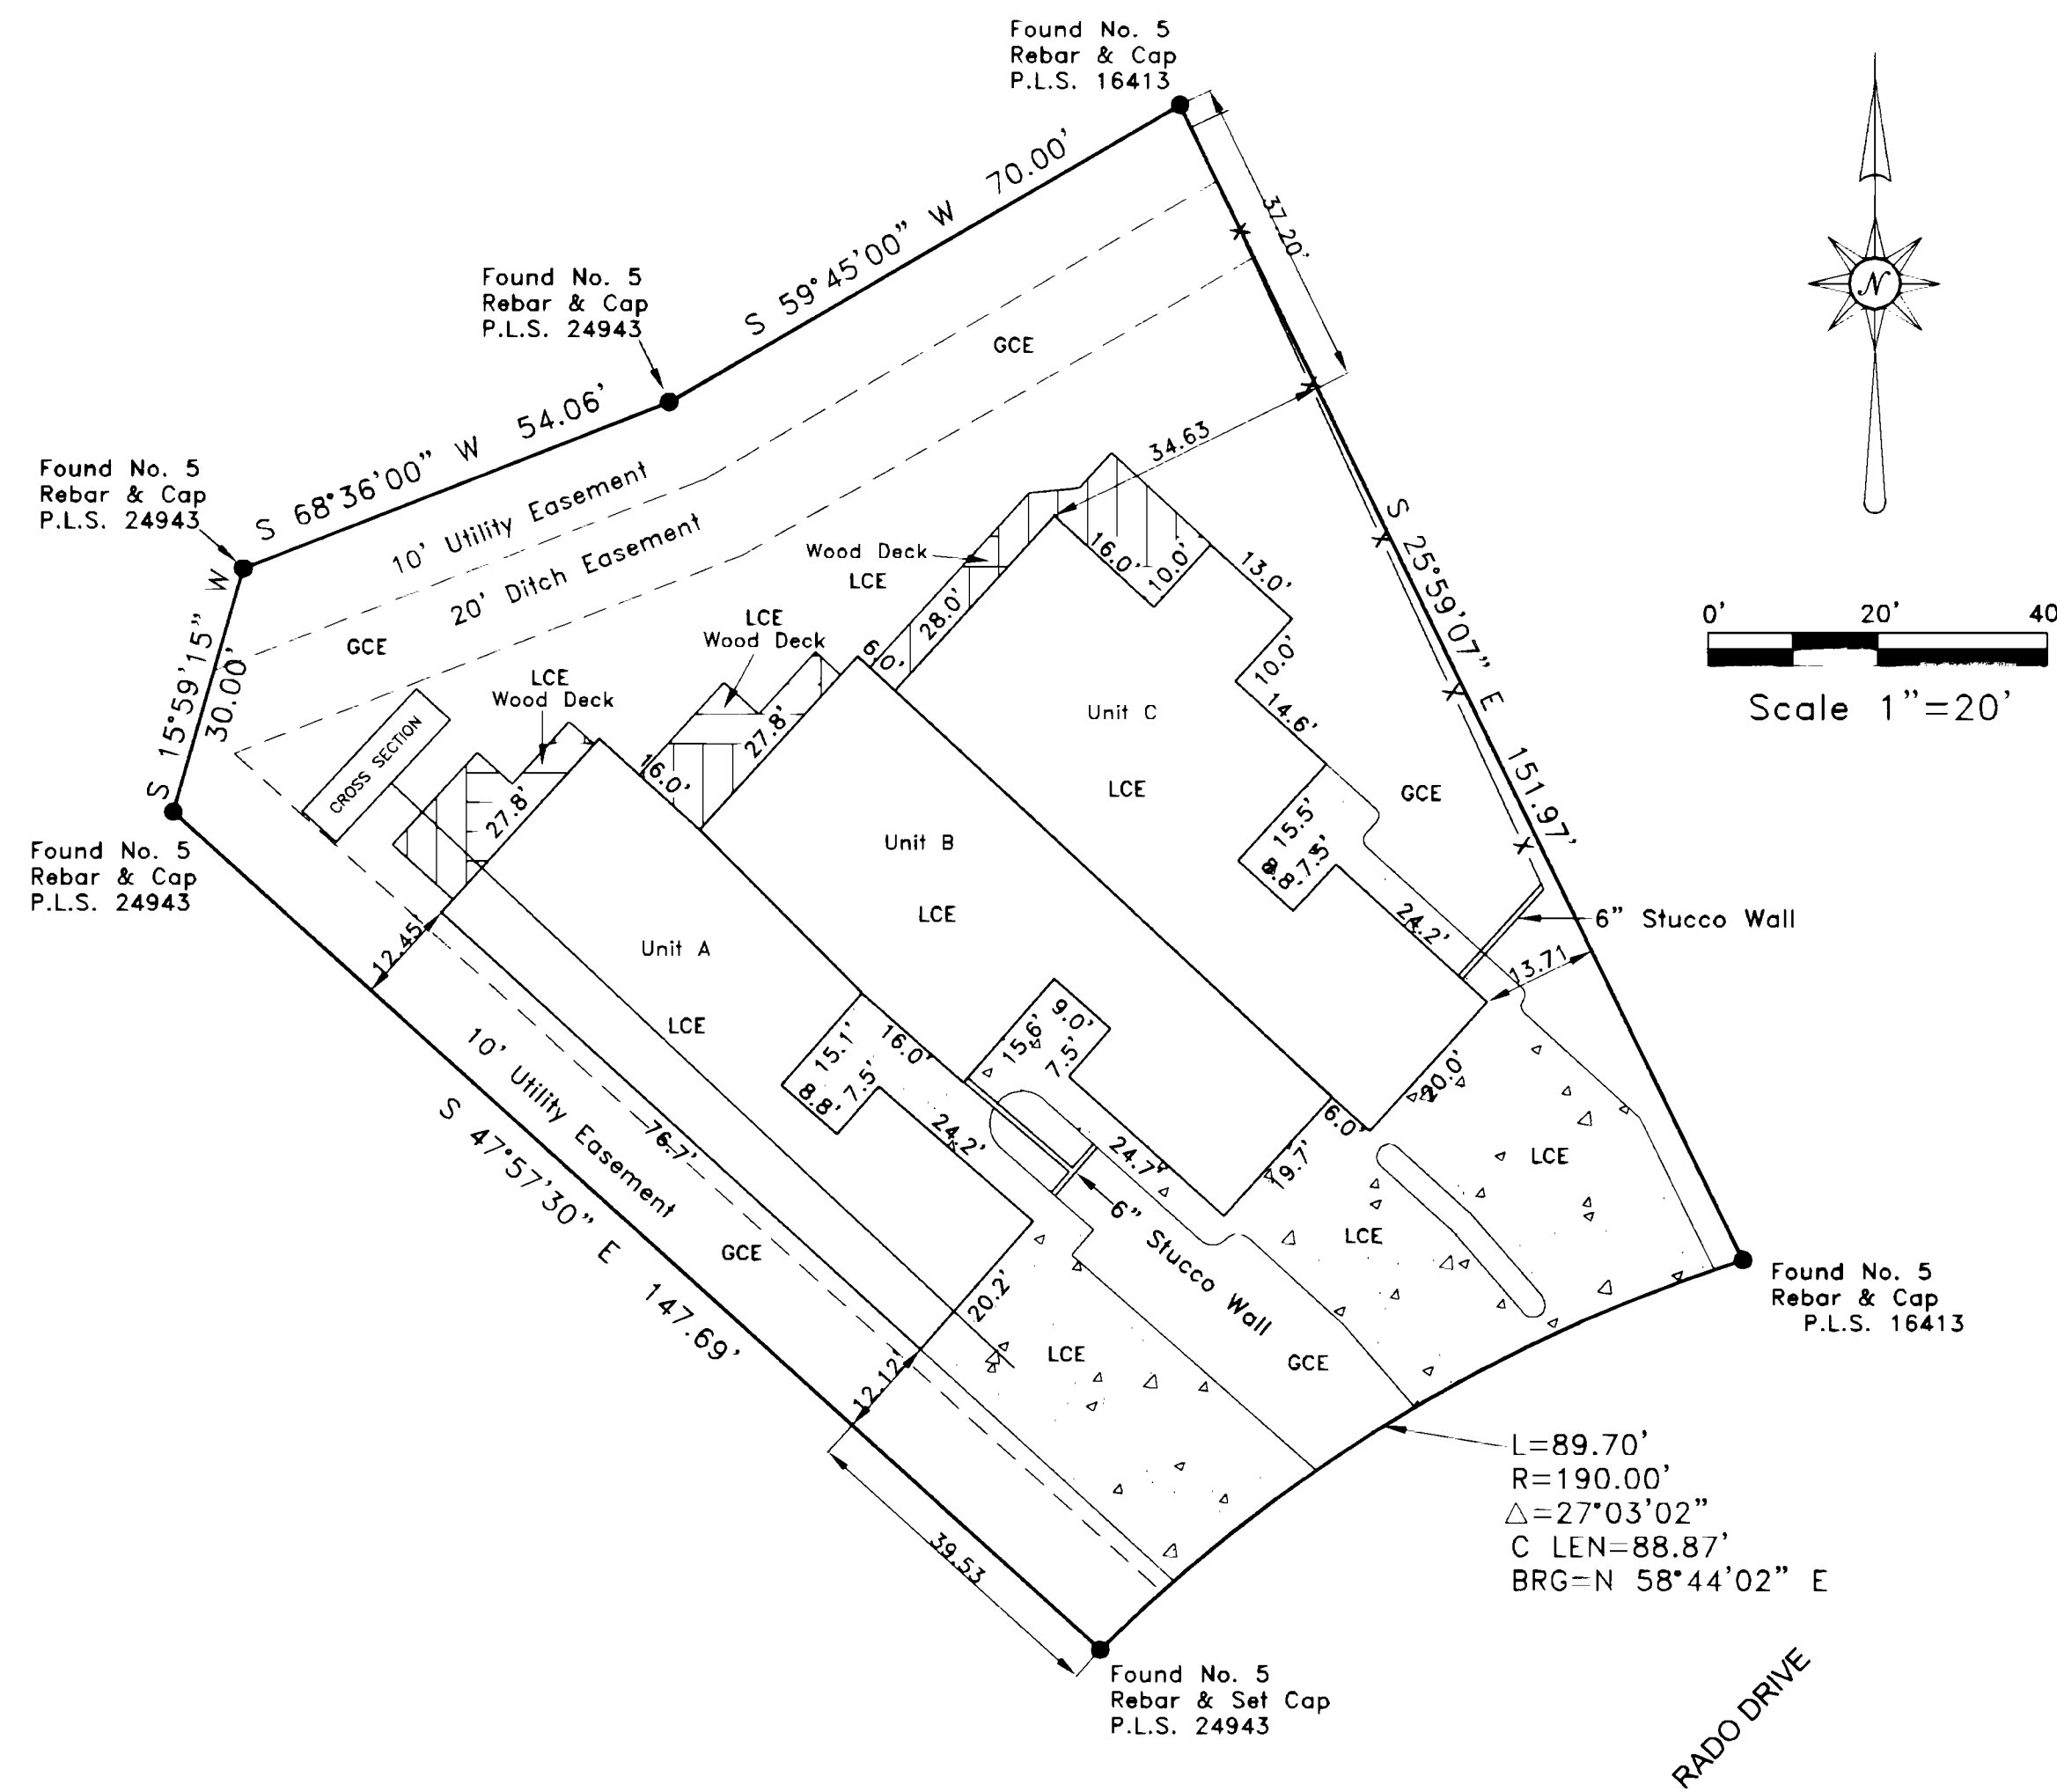 Found No. 5
Rebar & Cap
P.L.S. 16413
S 59°45'00" W 70.00'
37.20'
N
Found No. 5
Rebar & Cap
P.L.S. 24943
GCE
S 68°36'00" W 54.06'
34.63
Found No. 5
Rebar & Cap
P.L.S. 24943
10' Utility Easement
20' Ditch Easement
Wood Deck
LCE
16.0'
10.0'
13.0'
S 25°59'07" E 151.97'
0' 20' 40
Scale 1"=20'
S 15°59'15" W
30.00'
GCE
LCE
Wood Deck
28.0'
6.0'
10.0'
14.6'
LCE
Wood Deck
Unit C
LCE
CROSS SECTION
27.8'
16.0'
27.8'
GCE
15.5'
7.5'
8.8'
Found No. 5
Rebar & Cap
P.L.S. 24943
Unit B
LCE
24.2'
6" Stucco Wall
13.71
12.45'
Unit A
LCE
15.1'
7.5'
8.8'
16.0'
15.6'
9.0'
7.5'
20.0'
10' Utility Easement
76.7'
24.2'
24.7'
6.0'
19.7'
LCE
S 47°57'30" E 147.69'
6" Stucco Wall
LCE
GCE
20.2'
Found No. 5
Rebar & Cap
P.L.S. 16413
LCE
GCE
12.12'
L=89.70'
R=190.00'
△=27°03'02"
C LEN=88.87'
BRG=N 58°44'02" E
39.53
Found No. 5
Rebar & Set Cap
P.L.S. 24943
RADO DRIVE